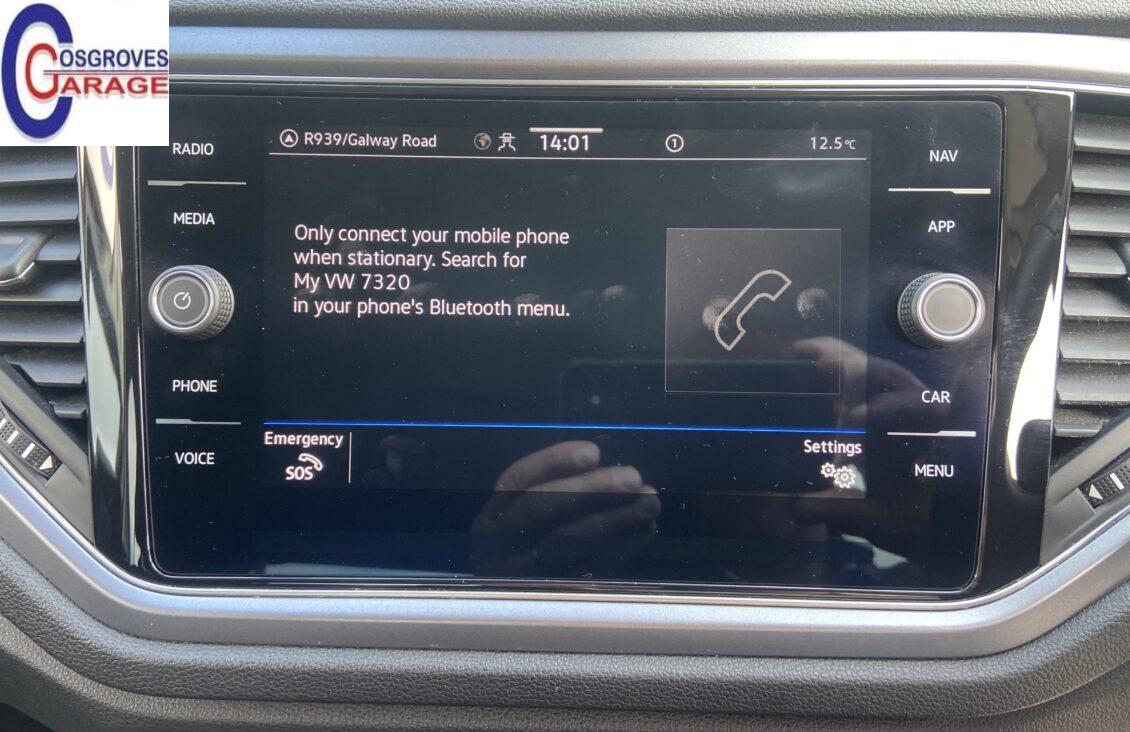 COSGROVES
GARAGE
RADIO
MEDIA
PHONE
VOICE
R939/Galway Road
14:01
1
12.5°C
Only connect your mobile phone
when stationary. Search for
My VW 7320
in your phone's Bluetooth menu.
Emergency
SOS
Settings
NAV
APP
CAR
MENU